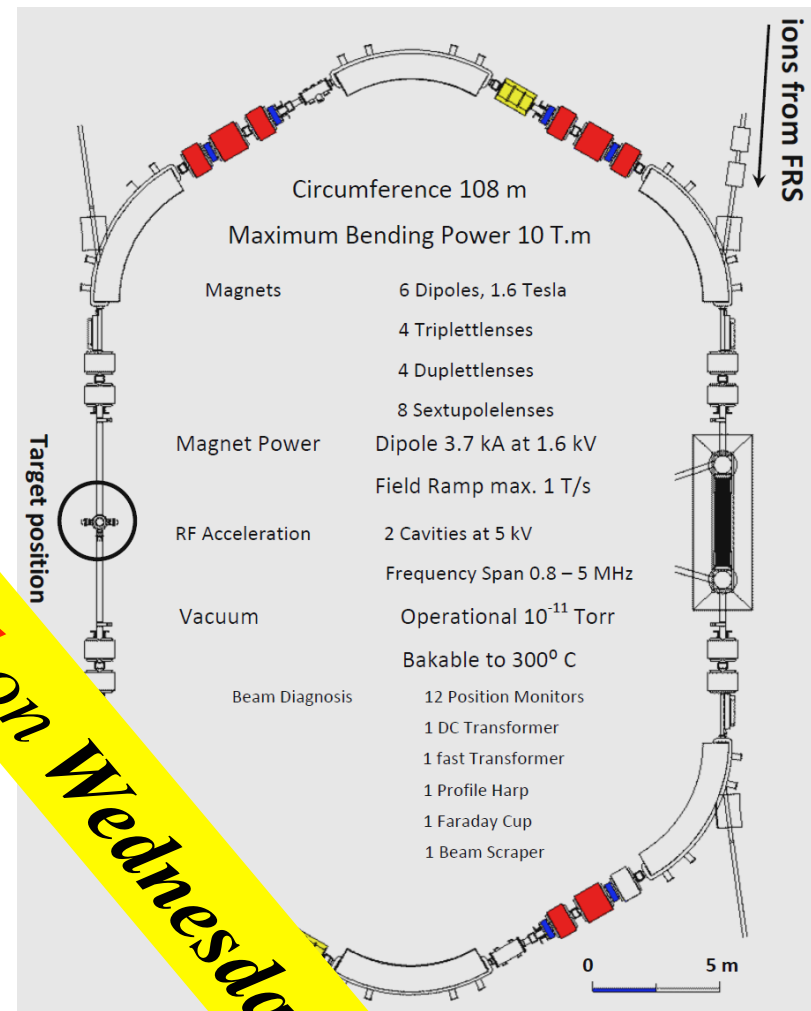 ions from FRS
Circumference 108 m
Maximum Bending Power 10 T.m
Magnets 6 Dipoles, 1.6 Tesla
4 Triplettlenses
4 Duplettlenses
8 Sextupolelenses
Magnet Power Dipole 3.7 kA at 1.6 kV
Field Ramp max. 1 T/s
Target position
RF Acceleration 2 Cavities at 5 kV
Frequency Span 0.8 – 5 MHz
Vacuum Operational 10⁻¹¹ Torr
Bakable to 300⁰ C
Beam Diagnosis 12 Position Monitors
1 DC Transformer
1 fast Transformer
1 Profile Harp
1 Faraday Cup
1 Beam Scraper
on Wednesda
0 5 m